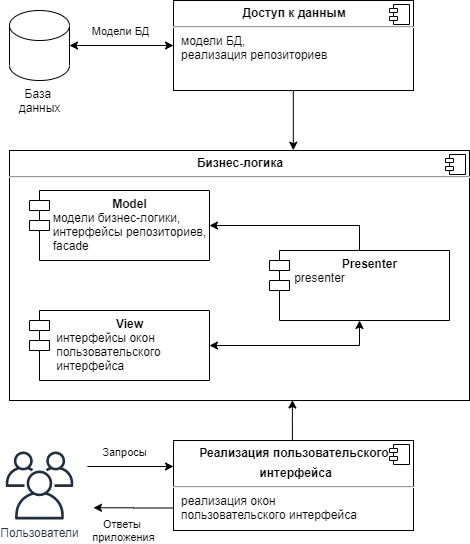 Доступ к данным
Модели БД
модели БД,
реализация репозиториев
База
данных
Бизнес-логика
Model
модели бизнес-логики,
интерфейсы репозиториев,
facade
Presenter
presenter
View
интерфейсы окон
пользовательского
интерфейса
Запросы
Реализация пользовательского
интерфейса
реализация окон
пользовательского интерфейса
Ответы
приложения
Пользователи